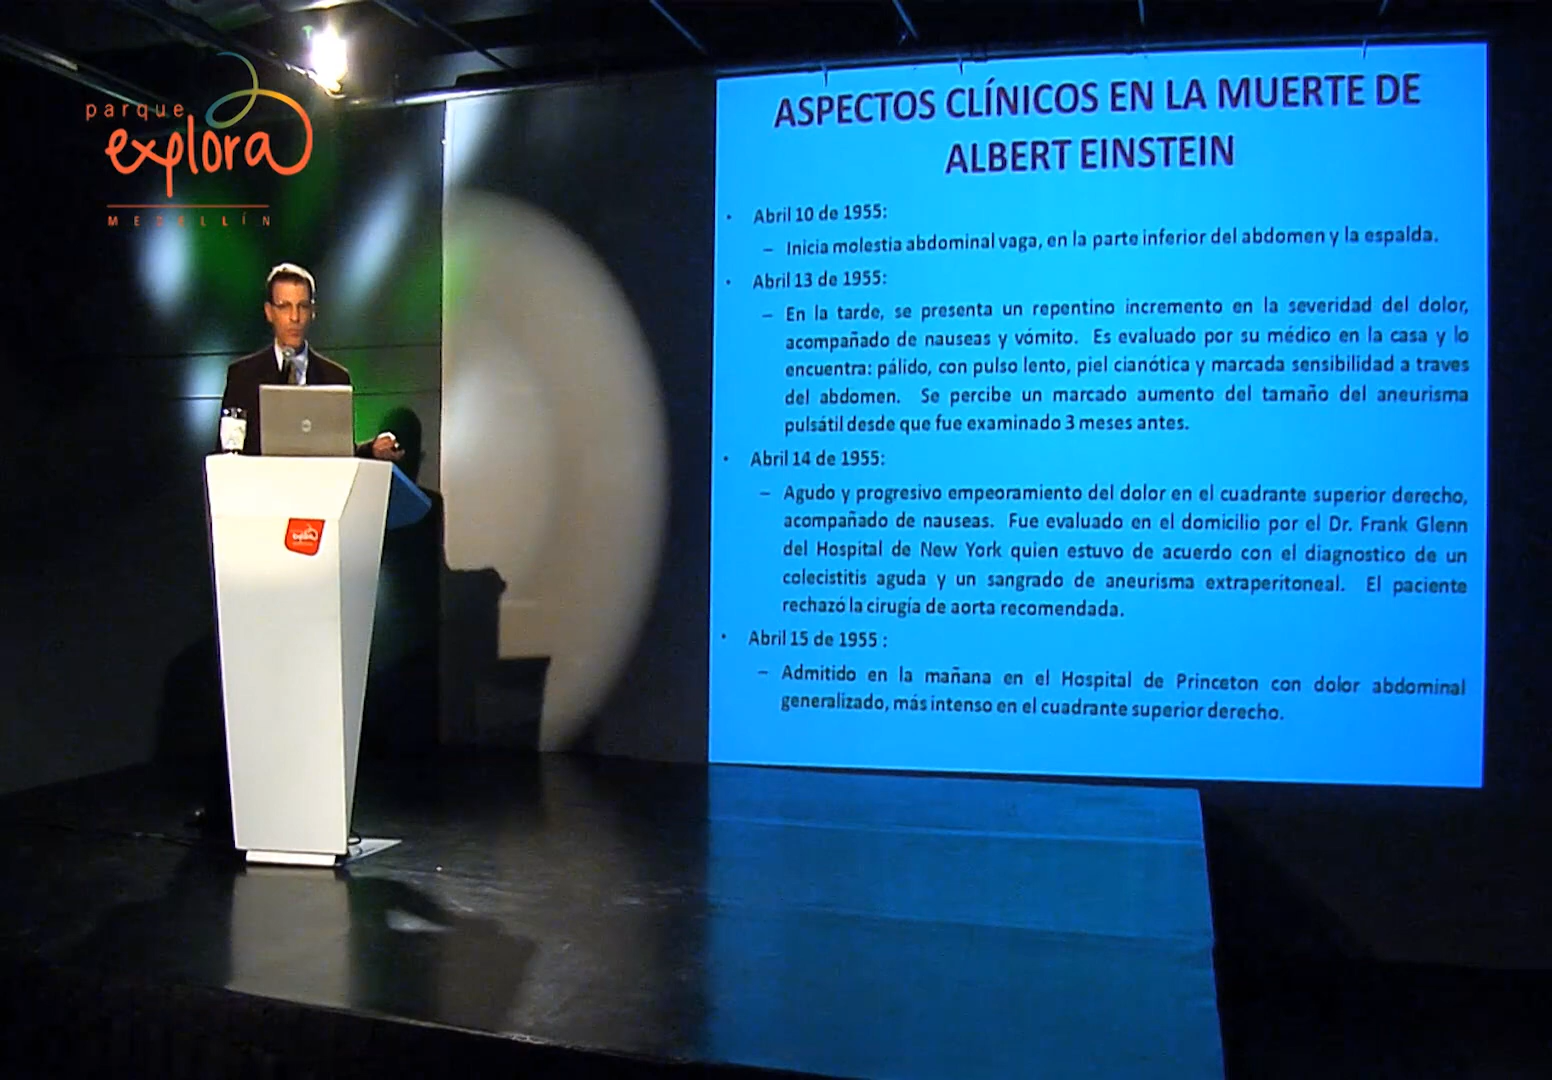 parque
explora
MEDELLÍN
ASPECTOS CLÍNICOS EN LA MUERTE DE
ALBERT EINSTEIN
• Abril 10 de 1955:
– Inicia molestia abdominal vaga, en la parte inferior del abdomen y la espalda.
• Abril 13 de 1955:
– En la tarde, se presenta un repentino incremento en la severidad del dolor,
acompañado de nauseas y vómito. Es evaluado por su médico en la casa y lo
encuentra: pálido, con pulso lento, piel cianótica y marcada sensibilidad a traves
del abdomen. Se percibe un marcado aumento del tamaño del aneurisma
pulsátil desde que fue examinado 3 meses antes.
• Abril 14 de 1955:
– Agudo y progresivo empeoramiento del dolor en el cuadrante superior derecho,
acompañado de nauseas. Fue evaluado en el domicilio por el Dr. Frank Glenn
del Hospital de New York quien estuvo de acuerdo con el diagnostico de un
colecistitis aguda y un sangrado de aneurisma extraperitoneal. El paciente
rechazó la cirugía de aorta recomendada.
• Abril 15 de 1955 :
– Admitido en la mañana en el Hospital de Princeton con dolor abdominal
generalizado, más intenso en el cuadrante superior derecho.
explora